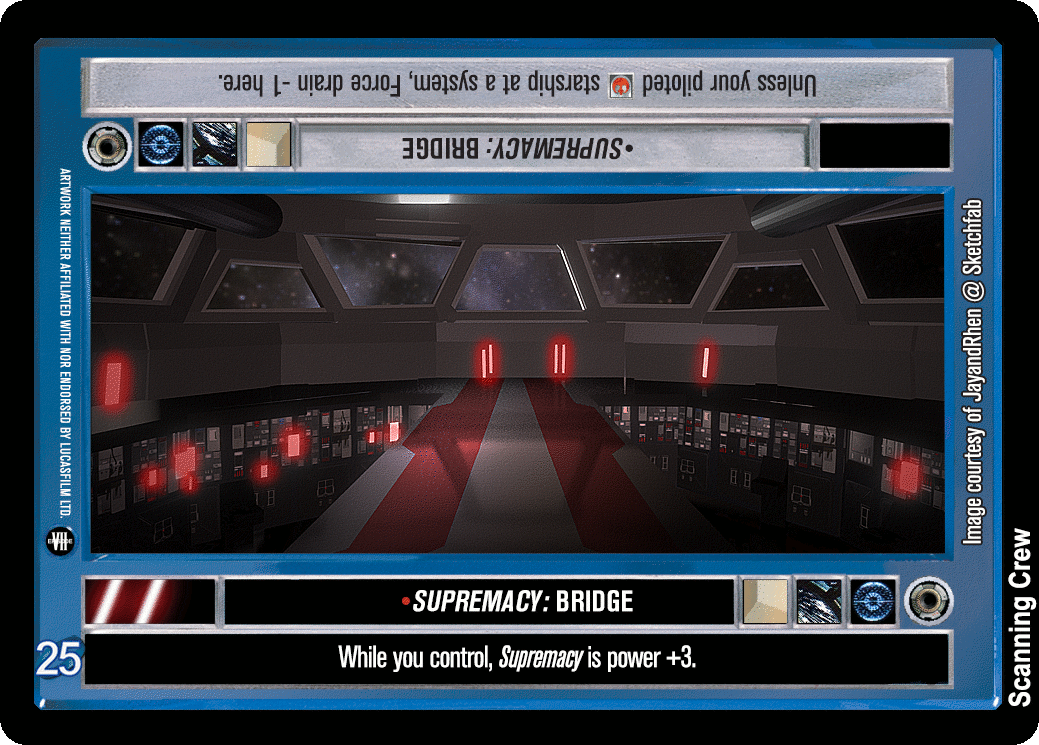 Unless your piloted starship at a system, Force drain -1 here.
•SUPREMACY: BRIDGE
ARTWORK NEITHER AFFILIATED WITH NOR ENDORSED BY LUCASFILM LTD.
EPISODE
VII
Image courtesy of JayandRhen @ Sketchfab
•SUPREMACY: BRIDGE
While you control, Supremacy is power +3.
25
Scanning Crew